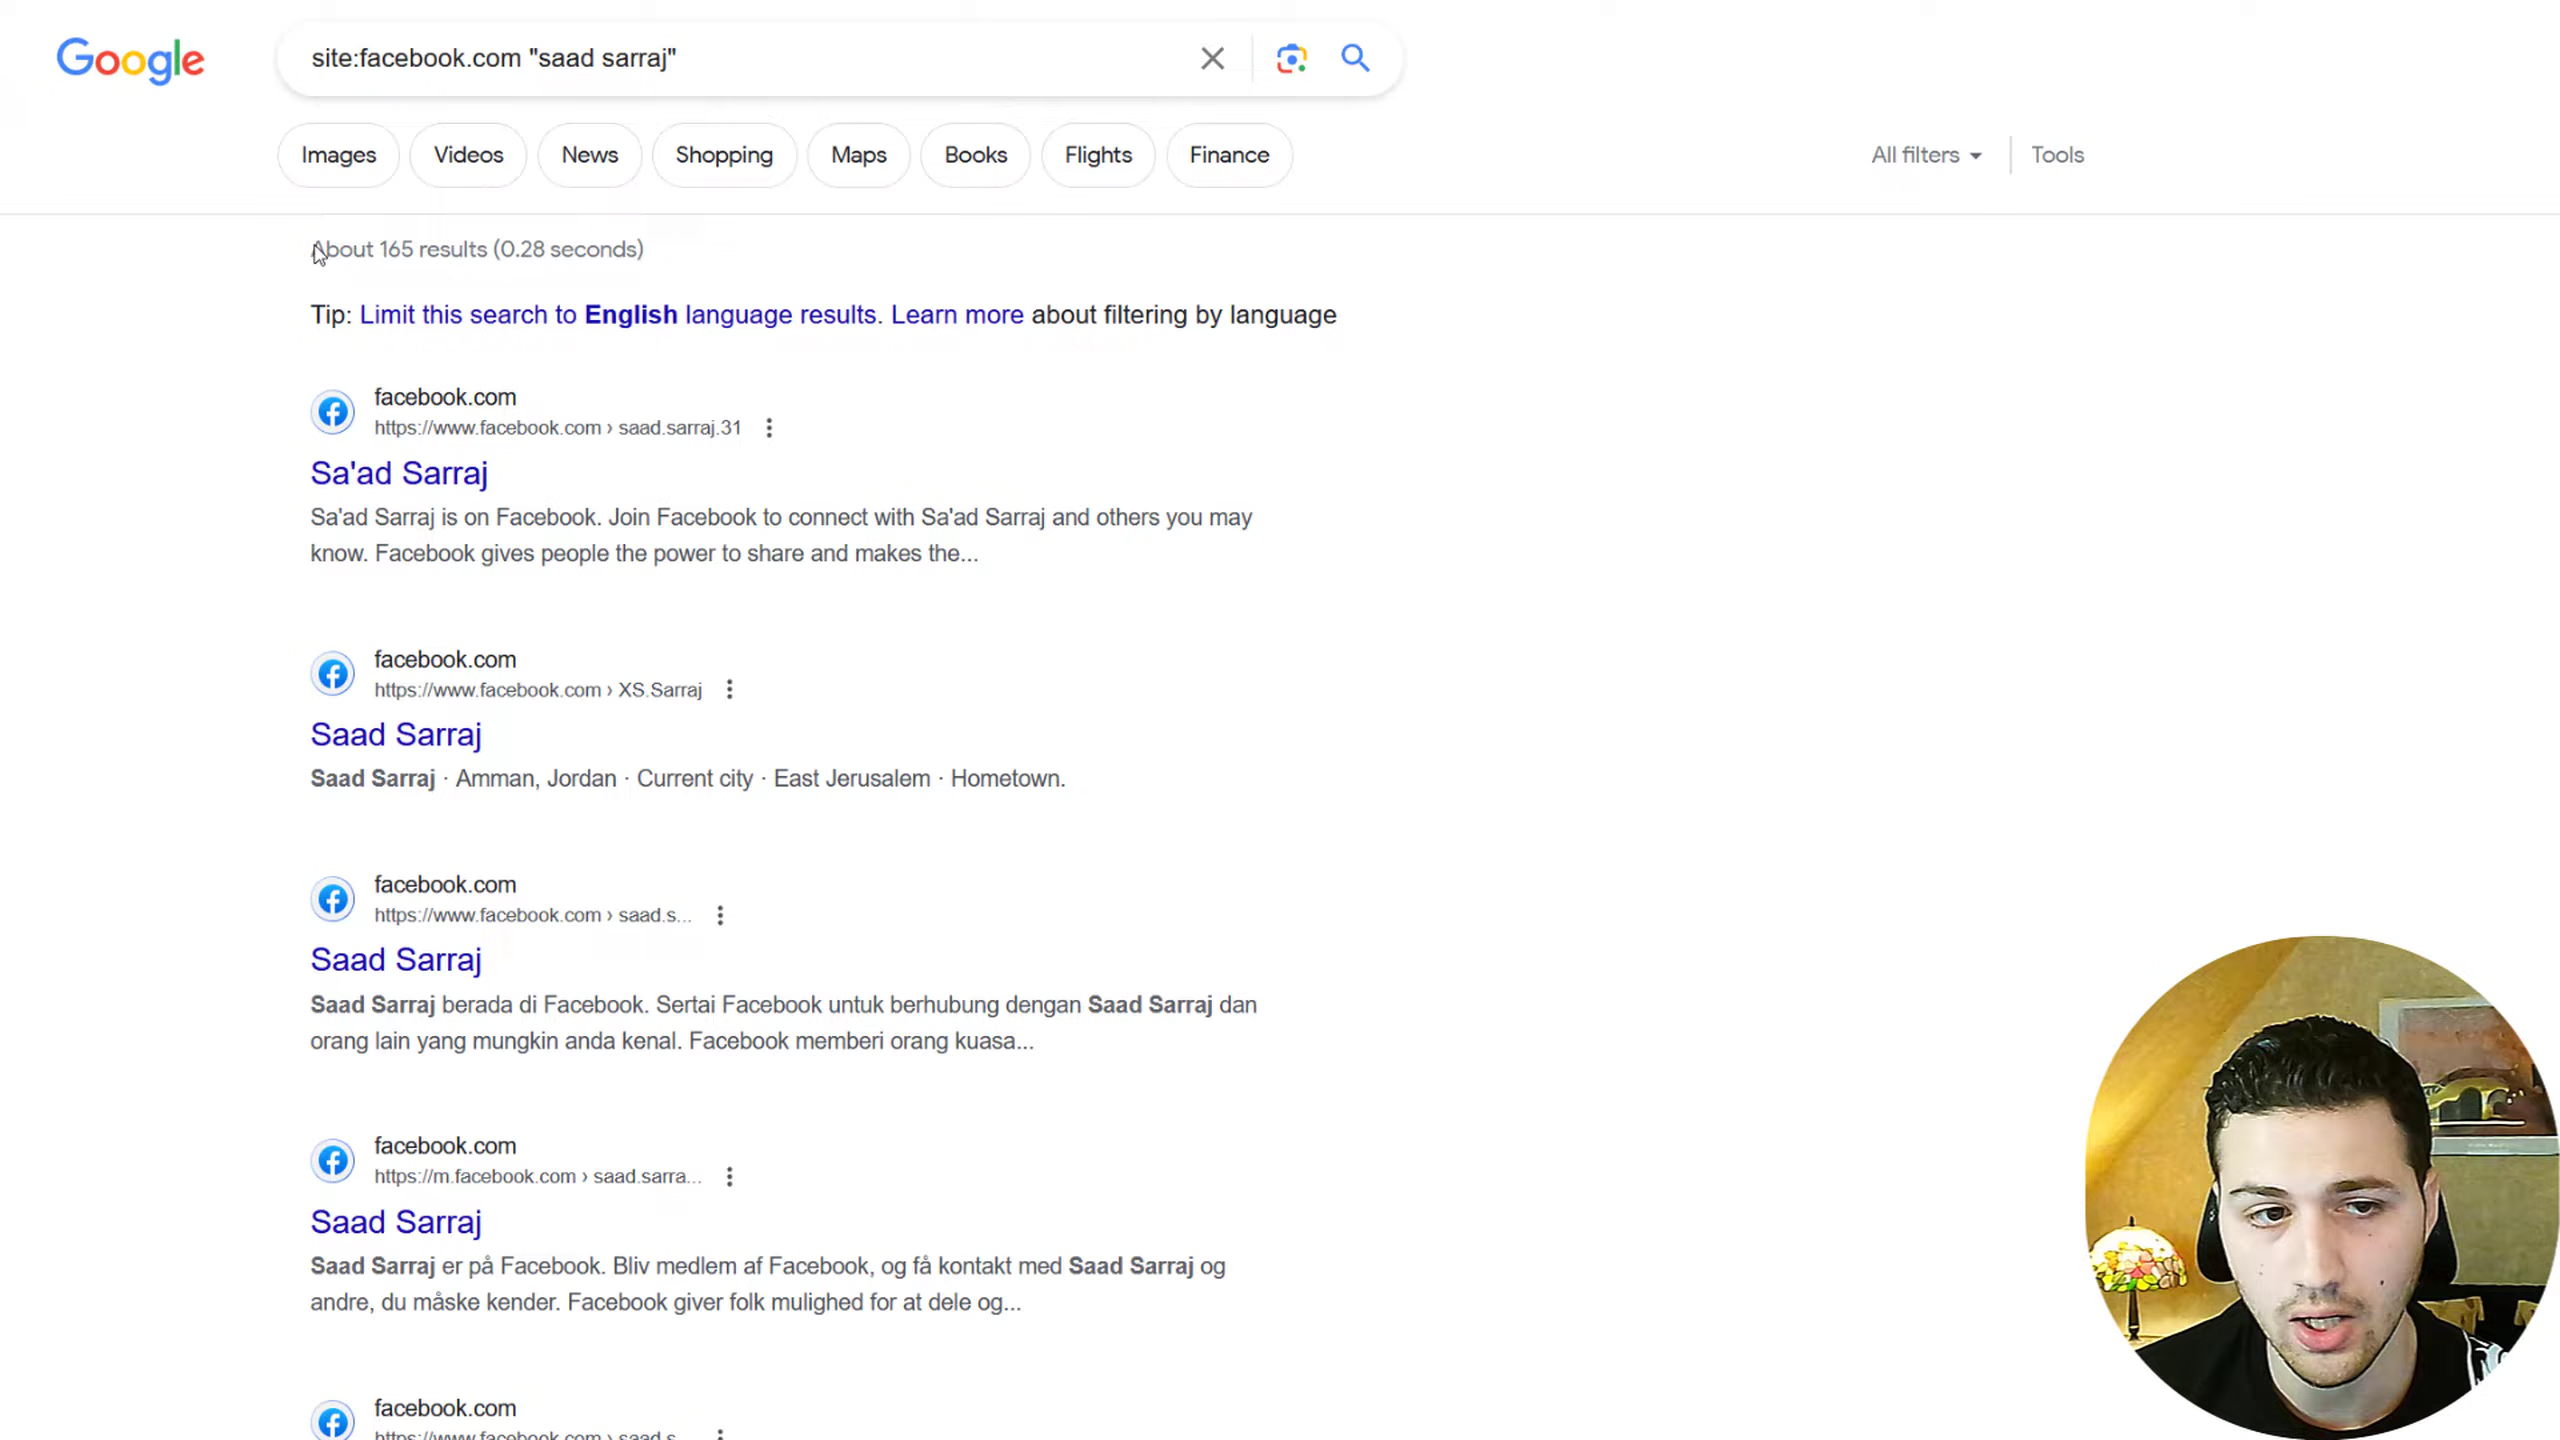 Google
site:facebook.com "saad sarraj"
Images Videos News Shopping Maps Books Flights Finance
All filters Tools
About 165 results (0.28 seconds)
Tip: Limit this search to English language results. Learn more about filtering by language
facebook.com
https://www.facebook.com › saad.sarraj.31
Sa'ad Sarraj
Sa'ad Sarraj is on Facebook. Join Facebook to connect with Sa'ad Sarraj and others you may
know. Facebook gives people the power to share and makes the...
facebook.com
https://www.facebook.com › XS.Sarraj
Saad Sarraj
Saad Sarraj · Amman, Jordan · Current city · East Jerusalem · Hometown.
facebook.com
https://www.facebook.com › saad.s...
Saad Sarraj
Saad Sarraj berada di Facebook. Sertai Facebook untuk berhubung dengan Saad Sarraj dan
orang lain yang mungkin anda kenal. Facebook memberi orang kuasa...
facebook.com
https://m.facebook.com › saad.sarra...
Saad Sarraj
Saad Sarraj er på Facebook. Bliv medlem af Facebook, og få kontakt med Saad Sarraj og
andre, du måske kender. Facebook giver folk mulighed for at dele og...
facebook.com
https://www.facebook.com › saad.s...